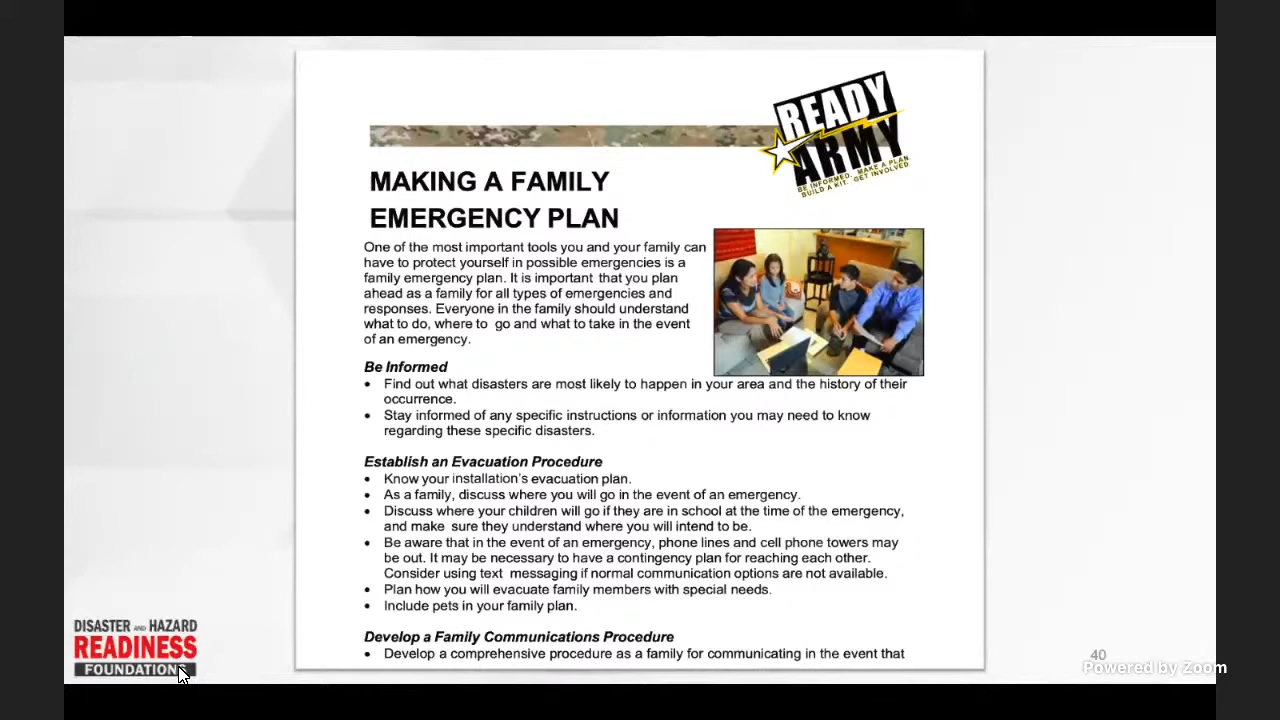 READY
ARMY
BE INFORMED. MAKE A PLAN.
BUILD A KIT. GET INVOLVED.
MAKING A FAMILY
EMERGENCY PLAN
One of the most important tools you and your family can
have to protect yourself in possible emergencies is a
family emergency plan. It is important that you plan
ahead as a family for all types of emergencies and
responses. Everyone in the family should understand
what to do, where to go and what to take in the event
of an emergency.
Be Informed
• Find out what disasters are most likely to happen in your area and the history of their
occurrence.
• Stay informed of any specific instructions or information you may need to know
regarding these specific disasters.
Establish an Evacuation Procedure
• Know your installation's evacuation plan.
• As a family, discuss where you will go in the event of an emergency.
• Discuss where your children will go if they are in school at the time of the emergency,
and make sure they understand where you will intend to be.
• Be aware that in the event of an emergency, phone lines and cell phone towers may
be out. It may be necessary to have a contingency plan for reaching each other.
Consider using text messaging if normal communication options are not available.
• Plan how you will evacuate family members with special needs.
• Include pets in your family plan.
Develop a Family Communications Procedure
• Develop a comprehensive procedure as a family for communicating in the event that
DISASTER AND HAZARD
READINESS
FOUNDATIONS
40
Powered by Zoom